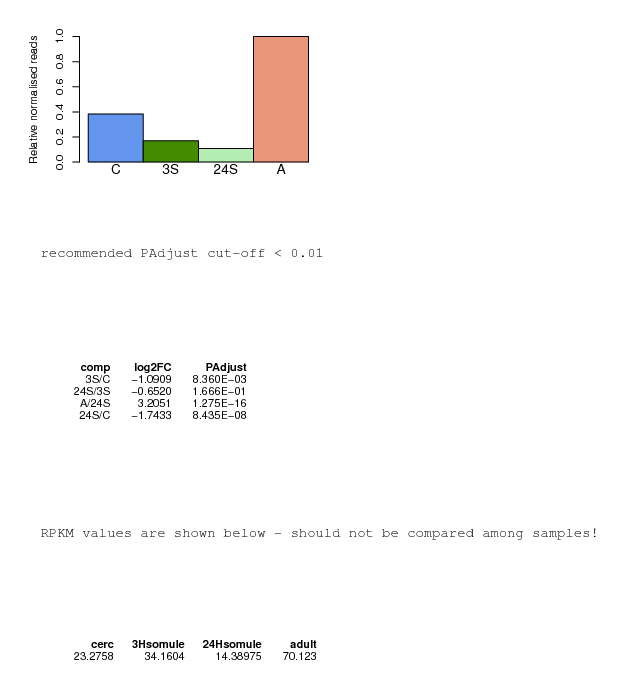 Relative normalised reads
1.0
0.8
0.6
0.4
0.2
0.0
C 3S 24S A
recommended PAdjust cut-off < 0.01
comp log2FC PAdjust
3S/C −1.0909 8.360E−03
24S/3S −0.6520 1.666E−01
A/24S 3.2051 1.275E−16
24S/C −1.7433 8.435E−08
RPKM values are shown below - should not be compared among samples!
cerc 3Hsomule 24Hsomule adult
23.2758 34.1604 14.38975 70.123